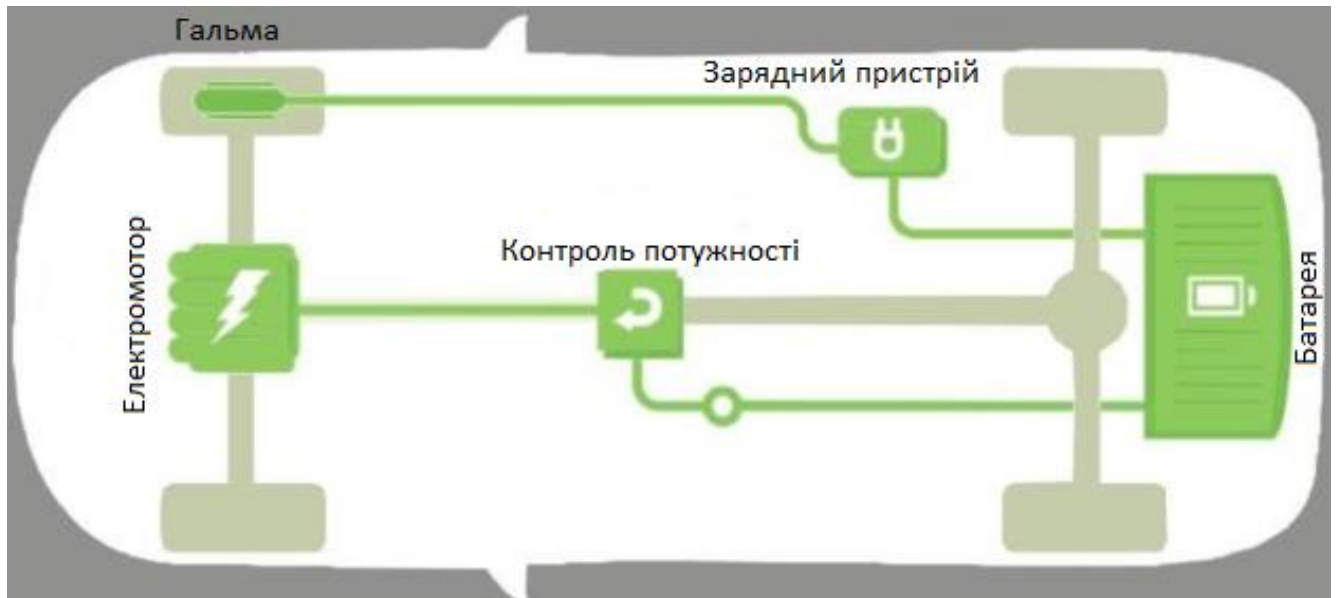 Гальма
Зарядний пристрій
Контроль потужності
Електромотор
Батарея